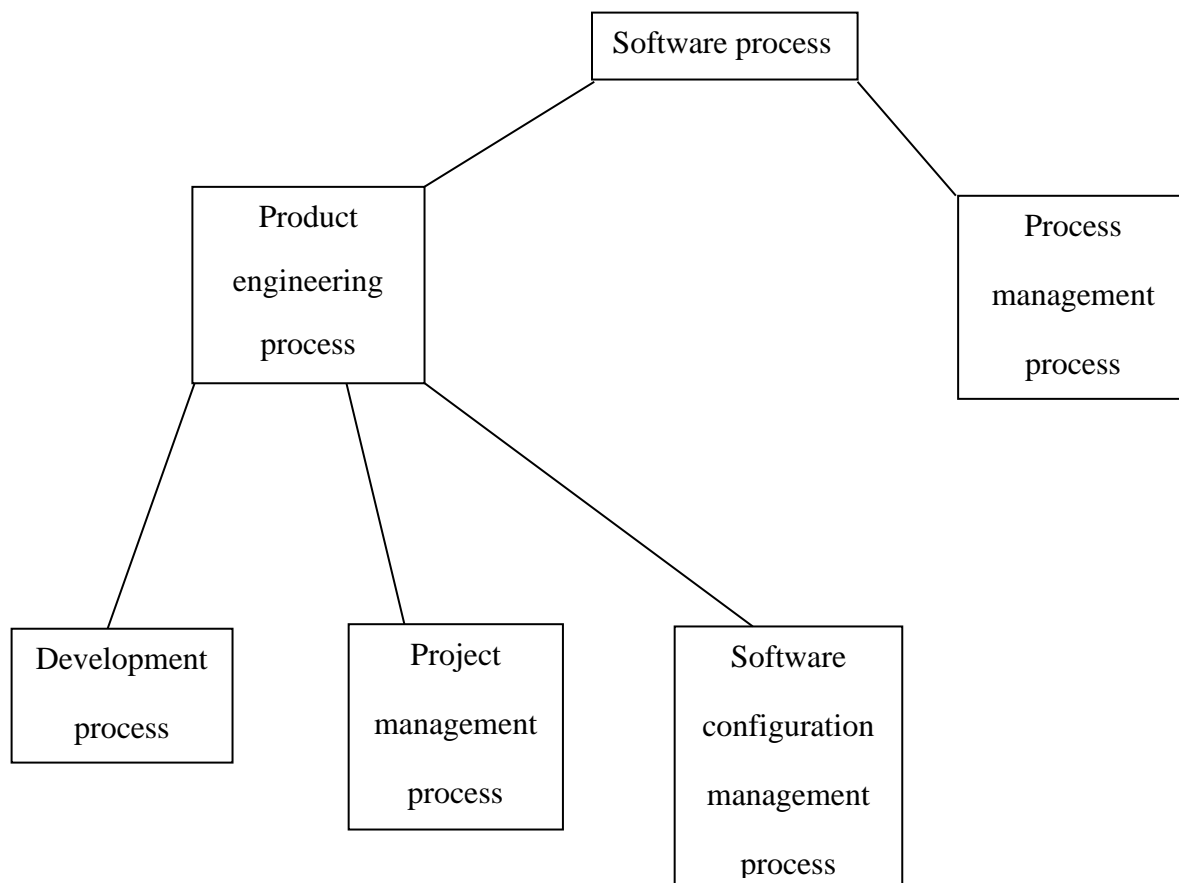 Software process
Product
engineering
process
Process
management
process
Development
process
Project
management
process
Software
configuration
management
process